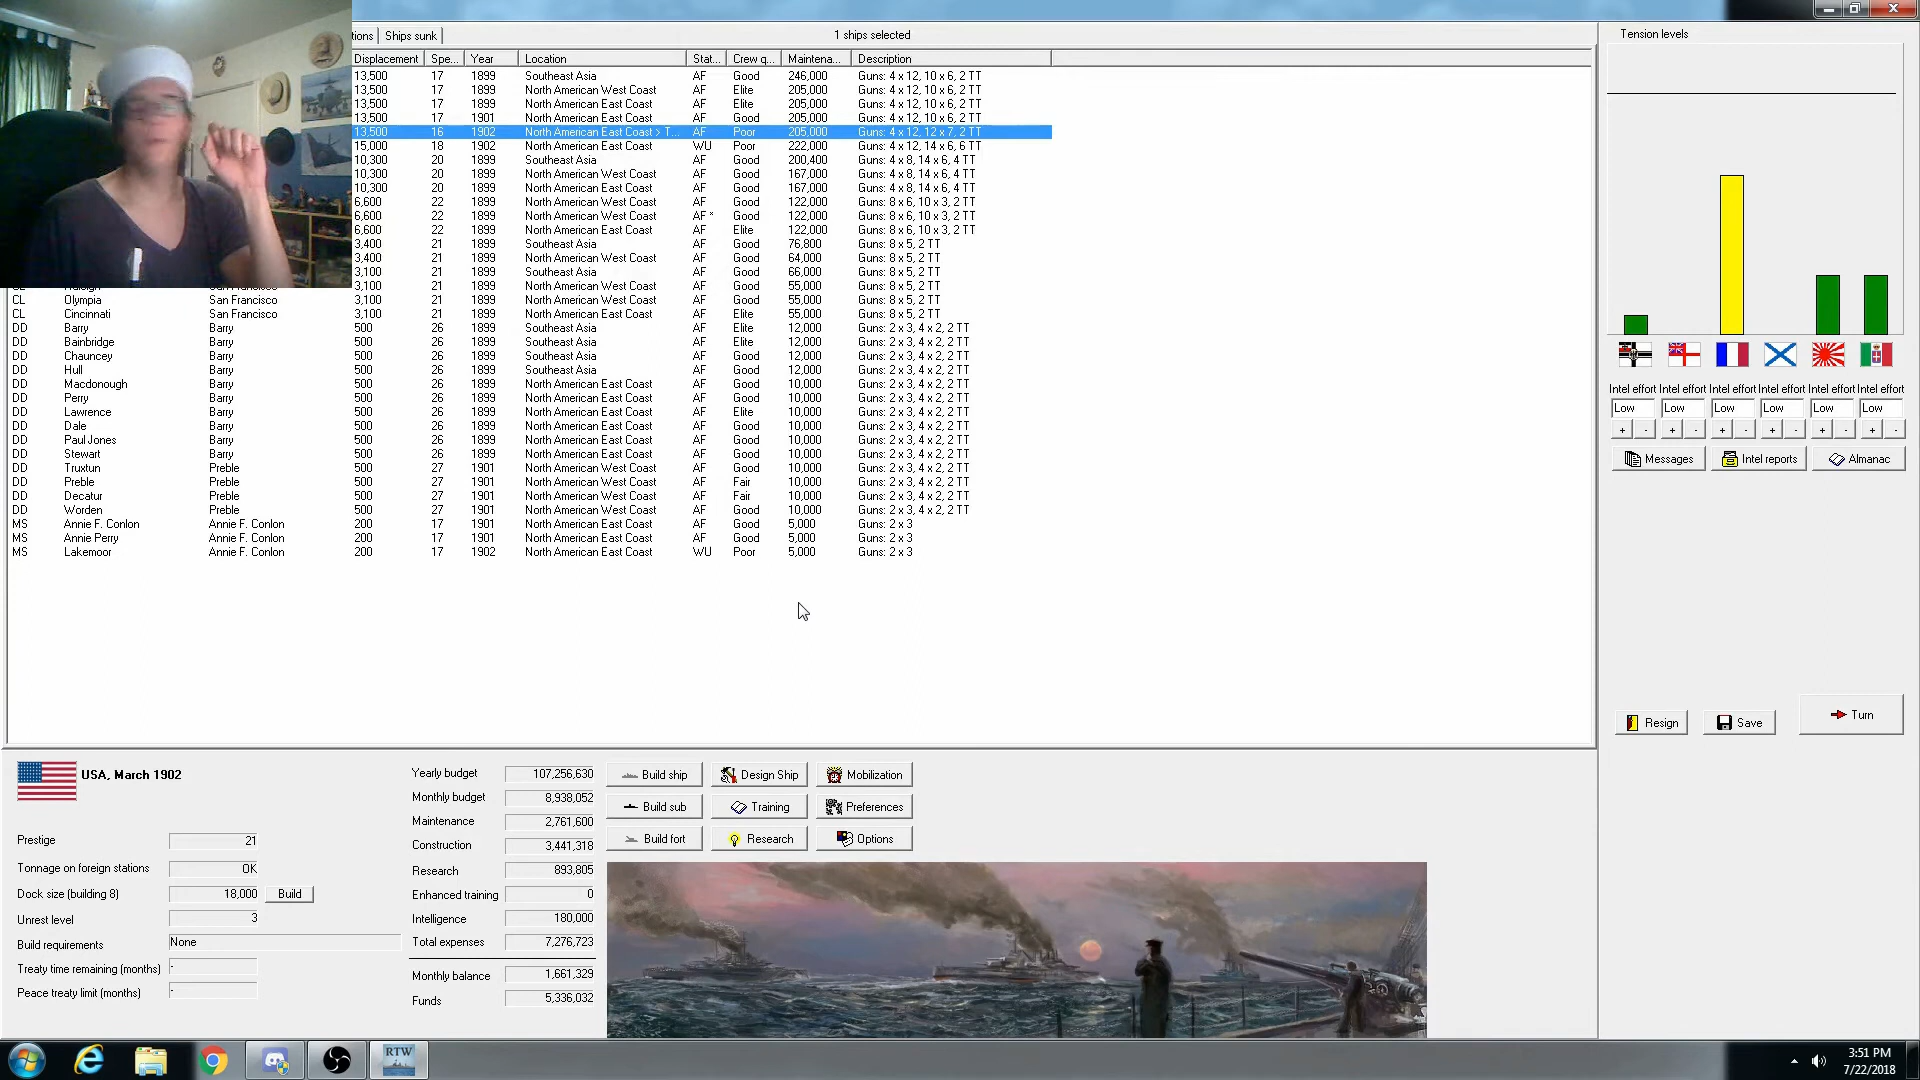 tions Ships sunk 1 ships selected Tension levels
Displacement Spe... Year Location Stat... Crew q... Maintena... Description
13,500 17 1899 Southeast Asia AF Good 246,000 Guns: 4 x 12, 10 x 6, 2 TT
13,500 17 1899 North American West Coast AF Elite 205,000 Guns: 4 x 12, 10 x 6, 2 TT
13,500 17 1899 North American East Coast AF Elite 205,000 Guns: 4 x 12, 10 x 6, 2 TT
13,500 17 1901 North American East Coast AF Good 205,000 Guns: 4 x 12, 10 x 6, 2 TT
13,500 16 1902 North American East Coast > T... AF Poor 205,000 Guns: 4 x 12, 12 x 7, 2 TT
15,000 18 1902 North American East Coast WU Poor 222,000 Guns: 4 x 12, 14 x 6, 6 TT
10,300 20 1899 Southeast Asia AF Good 200,400 Guns: 4 x 8, 14 x 6, 4 TT
10,300 20 1899 North American West Coast AF Good 167,000 Guns: 4 x 8, 14 x 6, 4 TT
10,300 20 1899 North American East Coast AF Good 167,000 Guns: 4 x 8, 14 x 6, 4 TT
6,600 22 1899 North American West Coast AF Good 122,000 Guns: 8 x 6, 10 x 3, 2 TT
6,600 22 1899 North American West Coast AF * Good 122,000 Guns: 8 x 6, 10 x 3, 2 TT
6,600 22 1899 North American East Coast AF Elite 122,000 Guns: 8 x 6, 10 x 3, 2 TT
3,400 21 1899 Southeast Asia AF Good 76,800 Guns: 8 x 5, 2 TT
3,400 21 1899 North American West Coast AF Good 64,000 Guns: 8 x 5, 2 TT
3,100 21 1899 Southeast Asia AF Good 66,000 Guns: 8 x 5, 2 TT
3,100 21 1899 North American West Coast AF Good 55,000 Guns: 8 x 5, 2 TT
CL Olympia San Francisco 3,100 21 1899 North American West Coast AF Good 55,000 Guns: 8 x 5, 2 TT
CL Cincinnati San Francisco 3,100 21 1899 North American East Coast AF Elite 55,000 Guns: 8 x 5, 2 TT
DD Barry Barry 500 26 1899 Southeast Asia AF Elite 12,000 Guns: 2 x 3, 4 x 2, 2 TT
DD Bainbridge Barry 500 26 1899 Southeast Asia AF Elite 12,000 Guns: 2 x 3, 4 x 2, 2 TT
DD Chauncey Barry 500 26 1899 Southeast Asia AF Good 12,000 Guns: 2 x 3, 4 x 2, 2 TT
DD Hull Barry 500 26 1899 Southeast Asia AF Good 12,000 Guns: 2 x 3, 4 x 2, 2 TT
DD Macdonough Barry 500 26 1899 North American East Coast AF Good 10,000 Guns: 2 x 3, 4 x 2, 2 TT
DD Perry Barry 500 26 1899 North American East Coast AF Good 10,000 Guns: 2 x 3, 4 x 2, 2 TT
DD Lawrence Barry 500 26 1899 North American East Coast AF Elite 10,000 Guns: 2 x 3, 4 x 2, 2 TT
DD Dale Barry 500 26 1899 North American East Coast AF Good 10,000 Guns: 2 x 3, 4 x 2, 2 TT
DD Paul Jones Barry 500 26 1899 North American East Coast AF Good 10,000 Guns: 2 x 3, 4 x 2, 2 TT
DD Stewart Barry 500 26 1899 North American East Coast AF Good 10,000 Guns: 2 x 3, 4 x 2, 2 TT
DD Truxtun Preble 500 27 1901 North American West Coast AF Good 10,000 Guns: 2 x 3, 4 x 2, 2 TT
DD Preble Preble 500 27 1901 North American West Coast AF Fair 10,000 Guns: 2 x 3, 4 x 2, 2 TT
DD Decatur Preble 500 27 1901 North American West Coast AF Fair 10,000 Guns: 2 x 3, 4 x 2, 2 TT
DD Worden Preble 500 27 1901 North American West Coast AF Good 10,000 Guns: 2 x 3, 4 x 2, 2 TT
MS Annie F. Conlon Annie F. Conlon 200 17 1901 North American East Coast AF Good 5,000 Guns: 2 x 3
MS Annie Perry Annie F. Conlon 200 17 1901 North American East Coast AF Good 5,000 Guns: 2 x 3
MS Lakemoor Annie F. Conlon 200 17 1902 North American East Coast WU Poor 5,000 Guns: 2 x 3
Intel effort Intel effort Intel effort Intel effort Intel effort Intel effort
Low Low Low Low Low Low
+ - + - + - + - + - + -
Messages Intel reports Almanac
Resign Save Turn
USA, March 1902
Prestige 21
Tonnage on foreign stations OK
Dock size (building 8) 18,000 Build
Unrest level 3
Build requirements None
Treaty time remaining (months) -
Peace treaty limit (months) -
Yearly budget 107,256,630
Monthly budget 8,938,052
Maintenance 2,761,600
Construction 3,441,318
Research 893,805
Enhanced training 0
Intelligence 180,000
Total expenses 7,276,723
Monthly balance 1,661,329
Funds 5,336,032
Build ship Design Ship Mobilization
Build sub Training Preferences
Build fort Research Options
RTW
3:51 PM
7/22/2018